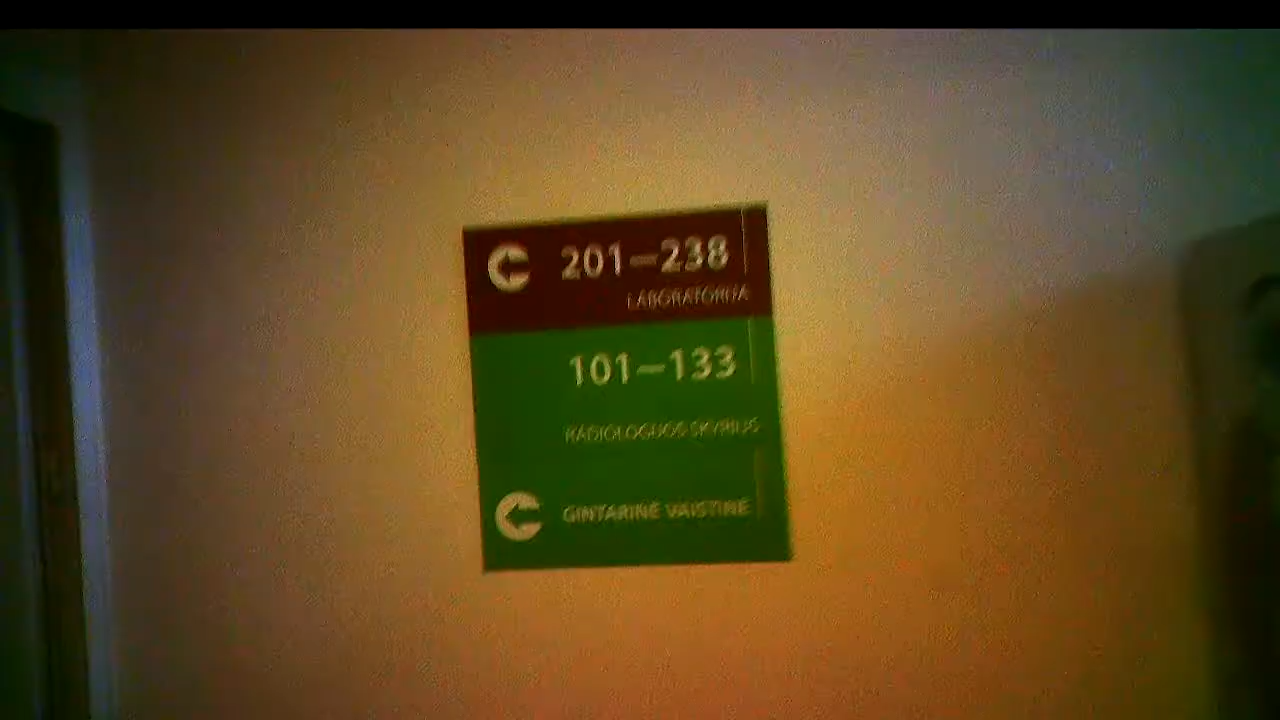 201–238
LABORATORIJA
101–133
RADIOLOGIJOS SKYRIUS
GINTARINĖ VAISTINĖ